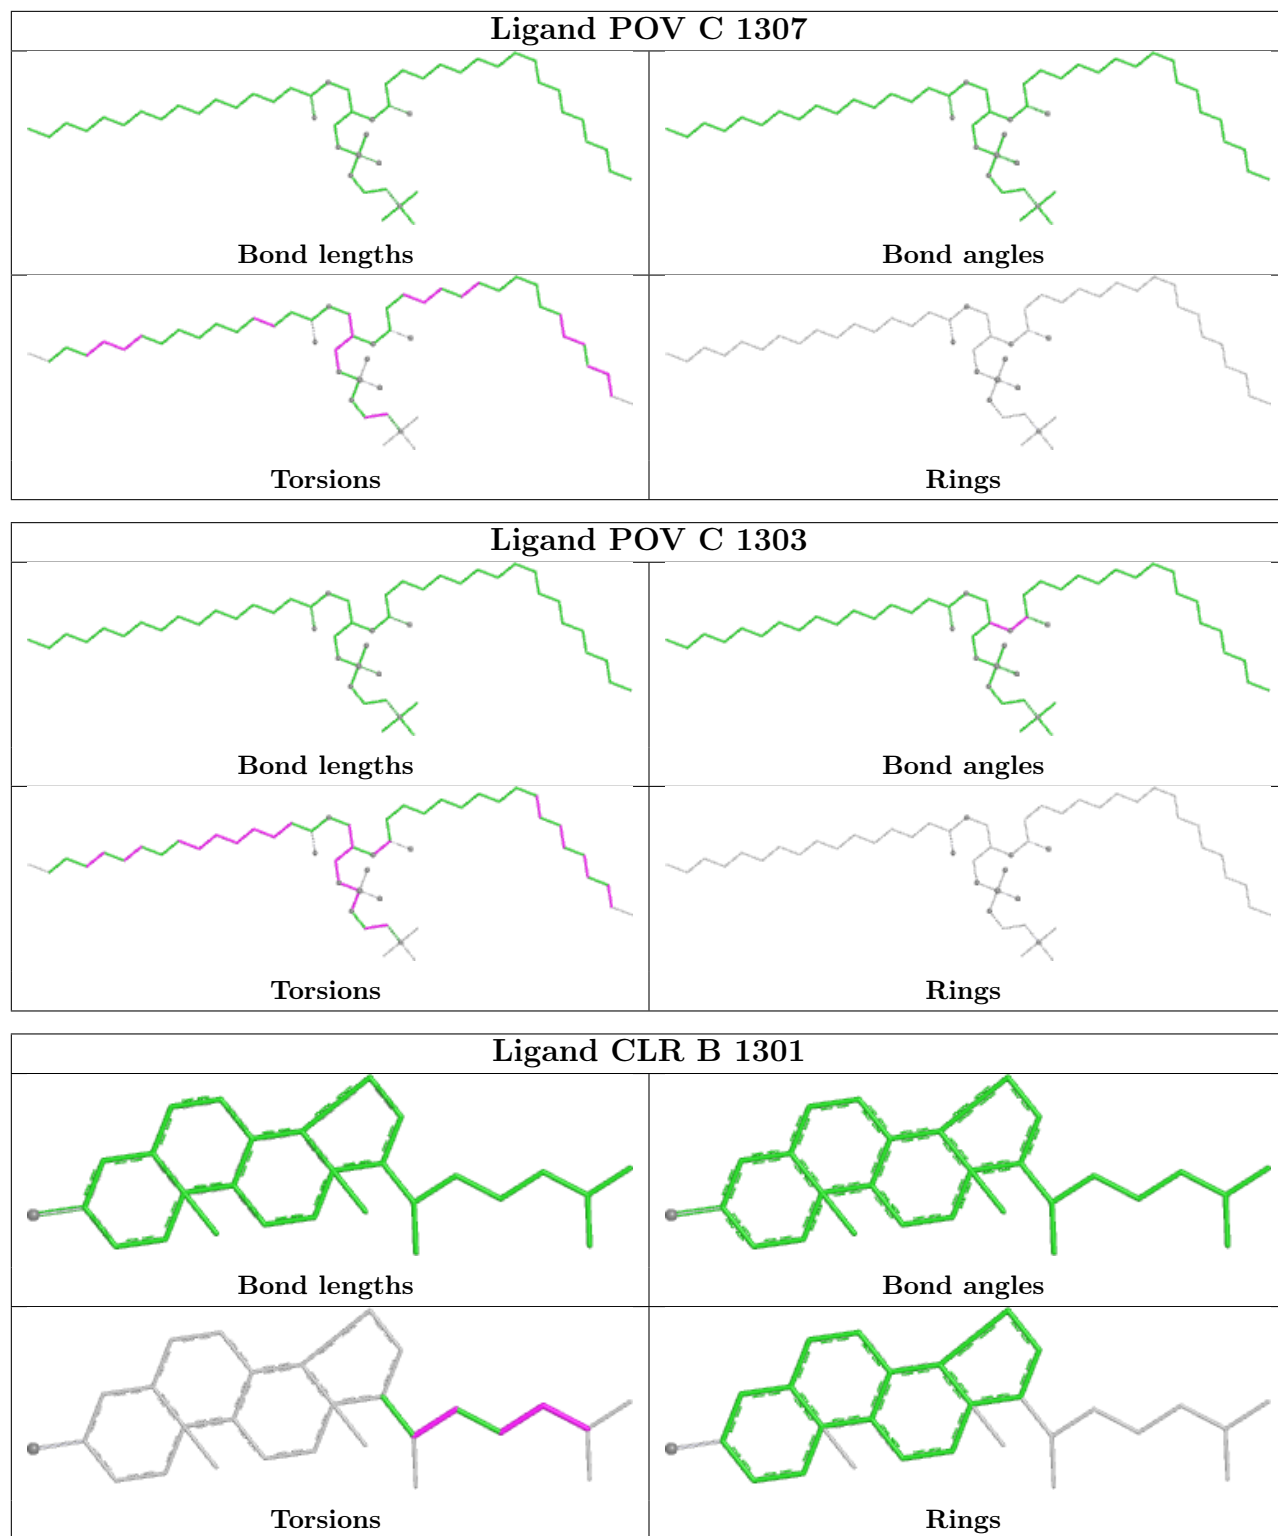 Ligand POV C 1307
Bond lengths
Bond angles
Torsions
Rings
Ligand POV C 1303
Bond lengths
Bond angles
Torsions
Rings
Ligand CLR B 1301
Bond lengths
Bond angles
Torsions
Rings